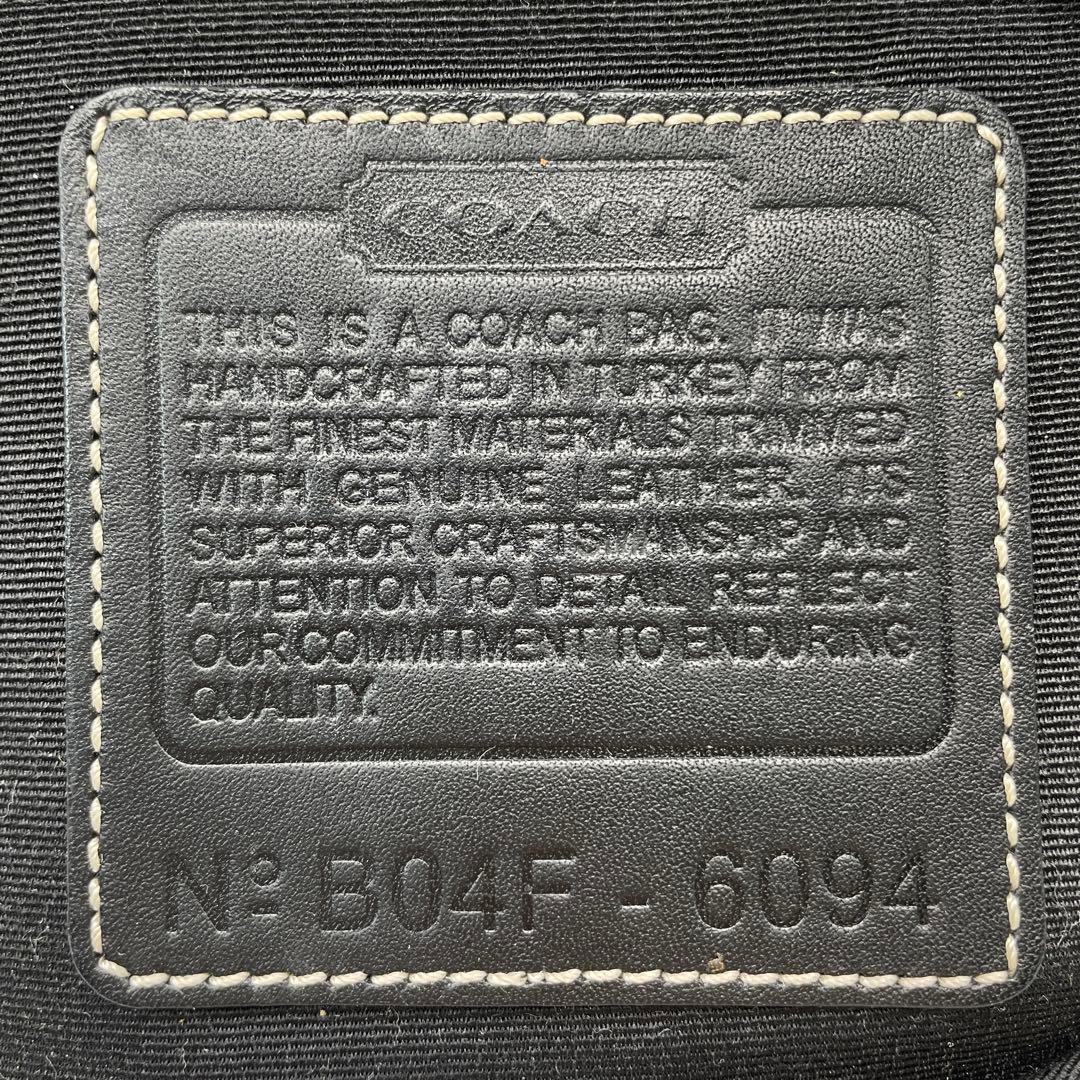 COACH
THIS IS A COACH BAG. IT WAS
HANDCRAFTED IN TURKEY FROM
THE FINEST MATERIALS TRIMMED
WITH GENUINE LEATHER. ITS
SUPERIOR CRAFTSMANSHIP AND
ATTENTION TO DETAIL REFLECT
OUR COMMITMENT TO ENDURING
QUALITY.
Nº B04F - 6094